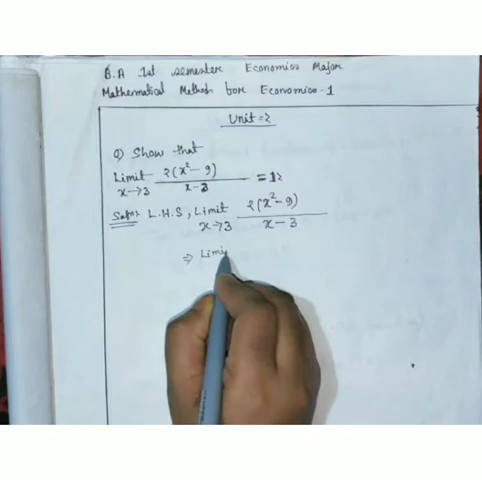 B.A 1st semester Economics Major
Mathematical Methods for Economics-1
Unit=2
Q) Show that
Limit x→3 2(x²-9)/x-3 = 12
Soln: L.H.S, Limit x→3 2(x²-9)/x-3
⇒ Limi